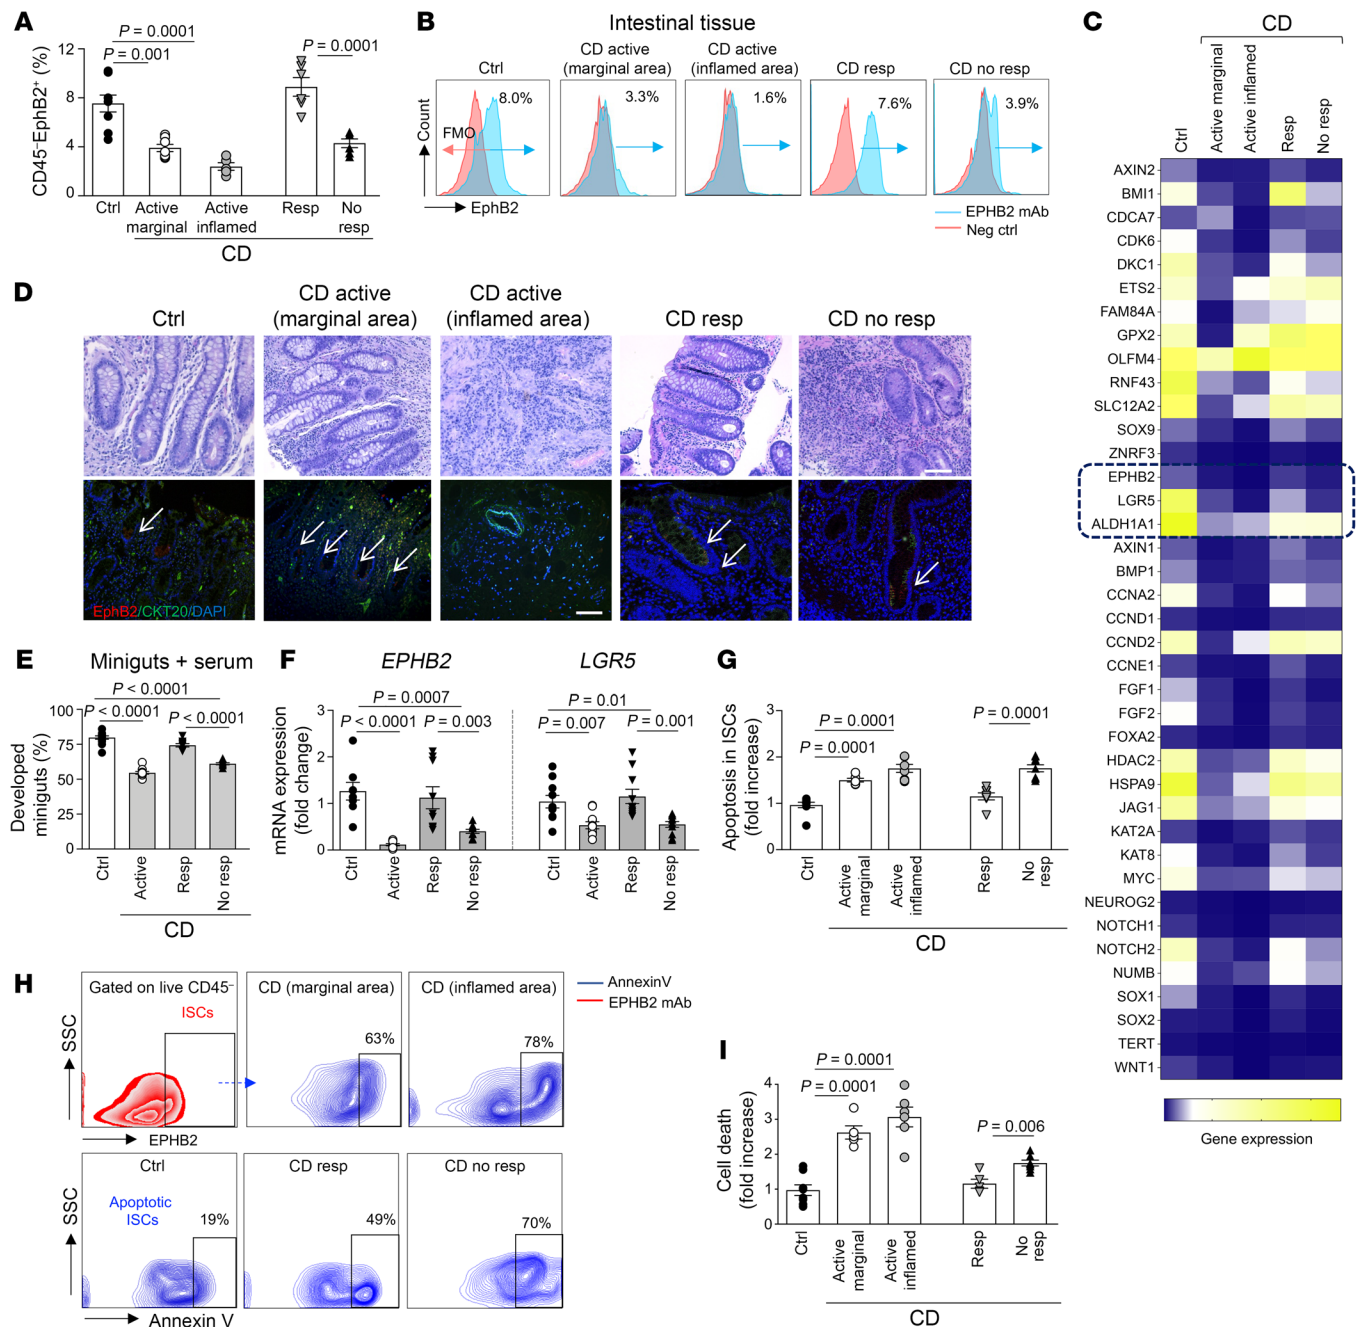 A
P = 0.0001
P = 0.001
P = 0.0001
CD45⁻EphB2⁺ (%)
12
8
4
0
Ctrl
Active
marginal
Active
inflamed
Resp
No
resp
CD
B
Intestinal tissue
Ctrl
CD active
(marginal area)
CD active
(inflamed area)
CD resp
CD no resp
8.0%
3.3%
1.6%
7.6%
3.9%
FMO
Count
EphB2
EPHB2 mAb
Neg ctrl
C
CD
Ctrl
Active marginal
Active inflamed
Resp
No resp
AXIN2
BMI1
CDCA7
CDK6
DKC1
ETS2
FAM84A
GPX2
OLFM4
RNF43
SLC12A2
SOX9
ZNRF3
EPHB2
LGR5
ALDH1A1
AXIN1
BMP1
CCNA2
CCND1
CCND2
CCNE1
FGF1
FGF2
FOXA2
HDAC2
HSPA9
JAG1
KAT2A
KAT8
MYC
NEUROG2
NOTCH1
NOTCH2
NUMB
SOX1
SOX2
TERT
WNT1
Gene expression
D
Ctrl
CD active
(marginal area)
CD active
(inflamed area)
CD resp
CD no resp
EphB2/CKT20/DAPI
E
Miniguts + serum
P < 0.0001
P < 0.0001
P < 0.0001
Developed
miniguts (%)
100
75
50
25
0
Ctrl
Active
Resp
No resp
CD
F
EPHB2
LGR5
P = 0.0007
P < 0.0001
P = 0.003
P = 0.01
P = 0.007
P = 0.001
mRNA expression
(fold change)
3
2
1
0
Ctrl
Active
Resp
No resp
Ctrl
Active
Resp
No resp
G
P = 0.0001
P = 0.0001
P = 0.0001
Apoptosis in ISCs
(fold increase)
3
2
1
0
Ctrl
Active
marginal
Active
inflamed
Resp
No
resp
CD
H
Gated on live CD45⁻
ISCs
CD (marginal area)
63%
CD (inflamed area)
78%
AnnexinV
EPHB2 mAb
SSC
EPHB2
Ctrl
Apoptotic
ISCs
19%
CD resp
49%
CD no resp
70%
SSC
Annexin V
I
P = 0.0001
P = 0.0001
P = 0.006
Cell death
(fold increase)
4
3
2
1
0
Ctrl
Active
marginal
Active
inflamed
Resp
No
resp
CD